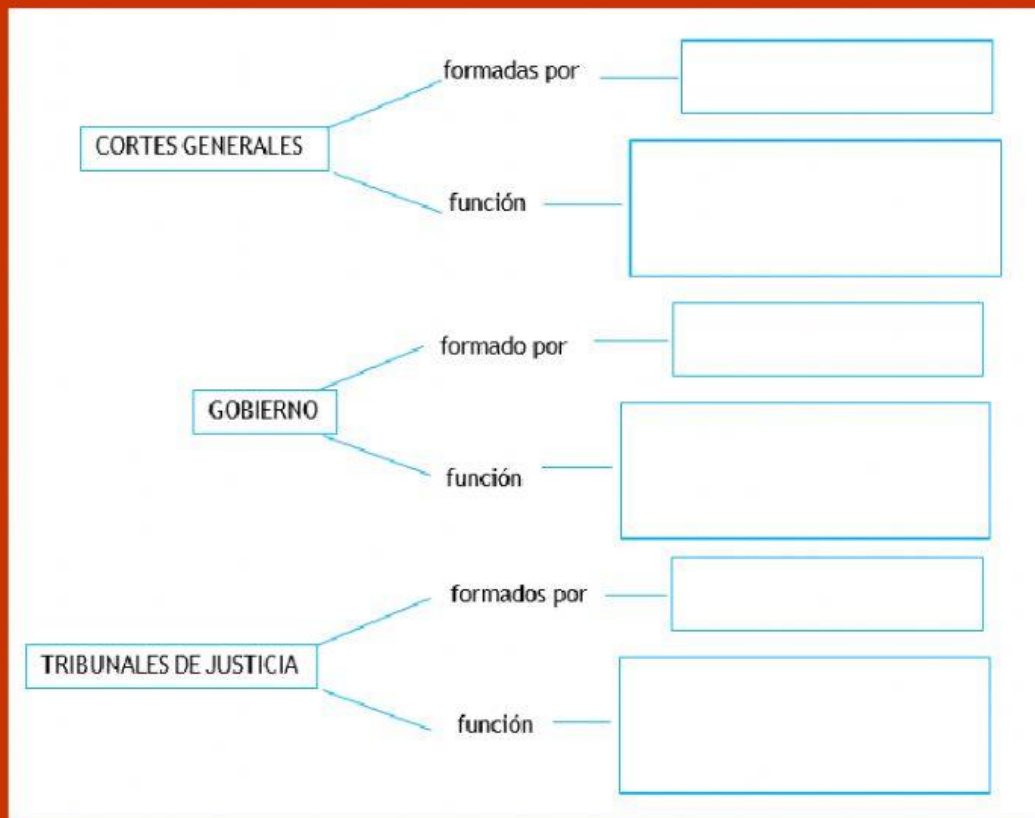 formadas por
CORTES GENERALES
función
formado por
GOBIERNO
función
formados por
TRIBUNALES DE JUSTICIA
función